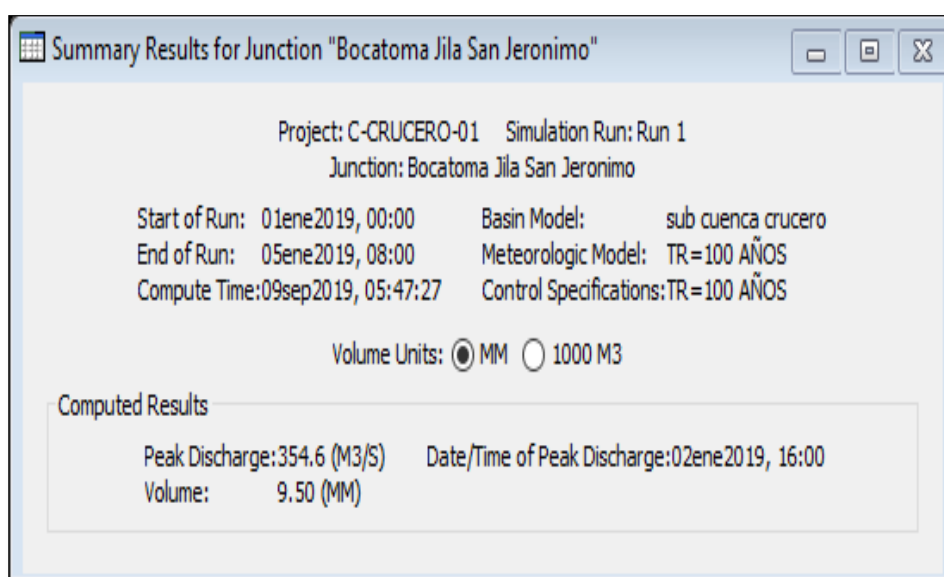 Summary Results for Junction "Bocatoma Jila San Jeronimo"
Project: C-CRUCERO-01 Simulation Run: Run 1
Junction: Bocatoma Jila San Jeronimo
Start of Run: 01ene2019, 00:00 Basin Model: sub cuenca crucero
End of Run: 05ene2019, 08:00 Meteorologic Model: TR=100 AÑOS
Compute Time:09sep2019, 05:47:27 Control Specifications:TR=100 AÑOS
Volume Units: MM 1000 M3
Computed Results
Peak Discharge:354.6 (M3/S) Date/Time of Peak Discharge:02ene2019, 16:00
Volume: 9.50 (MM)